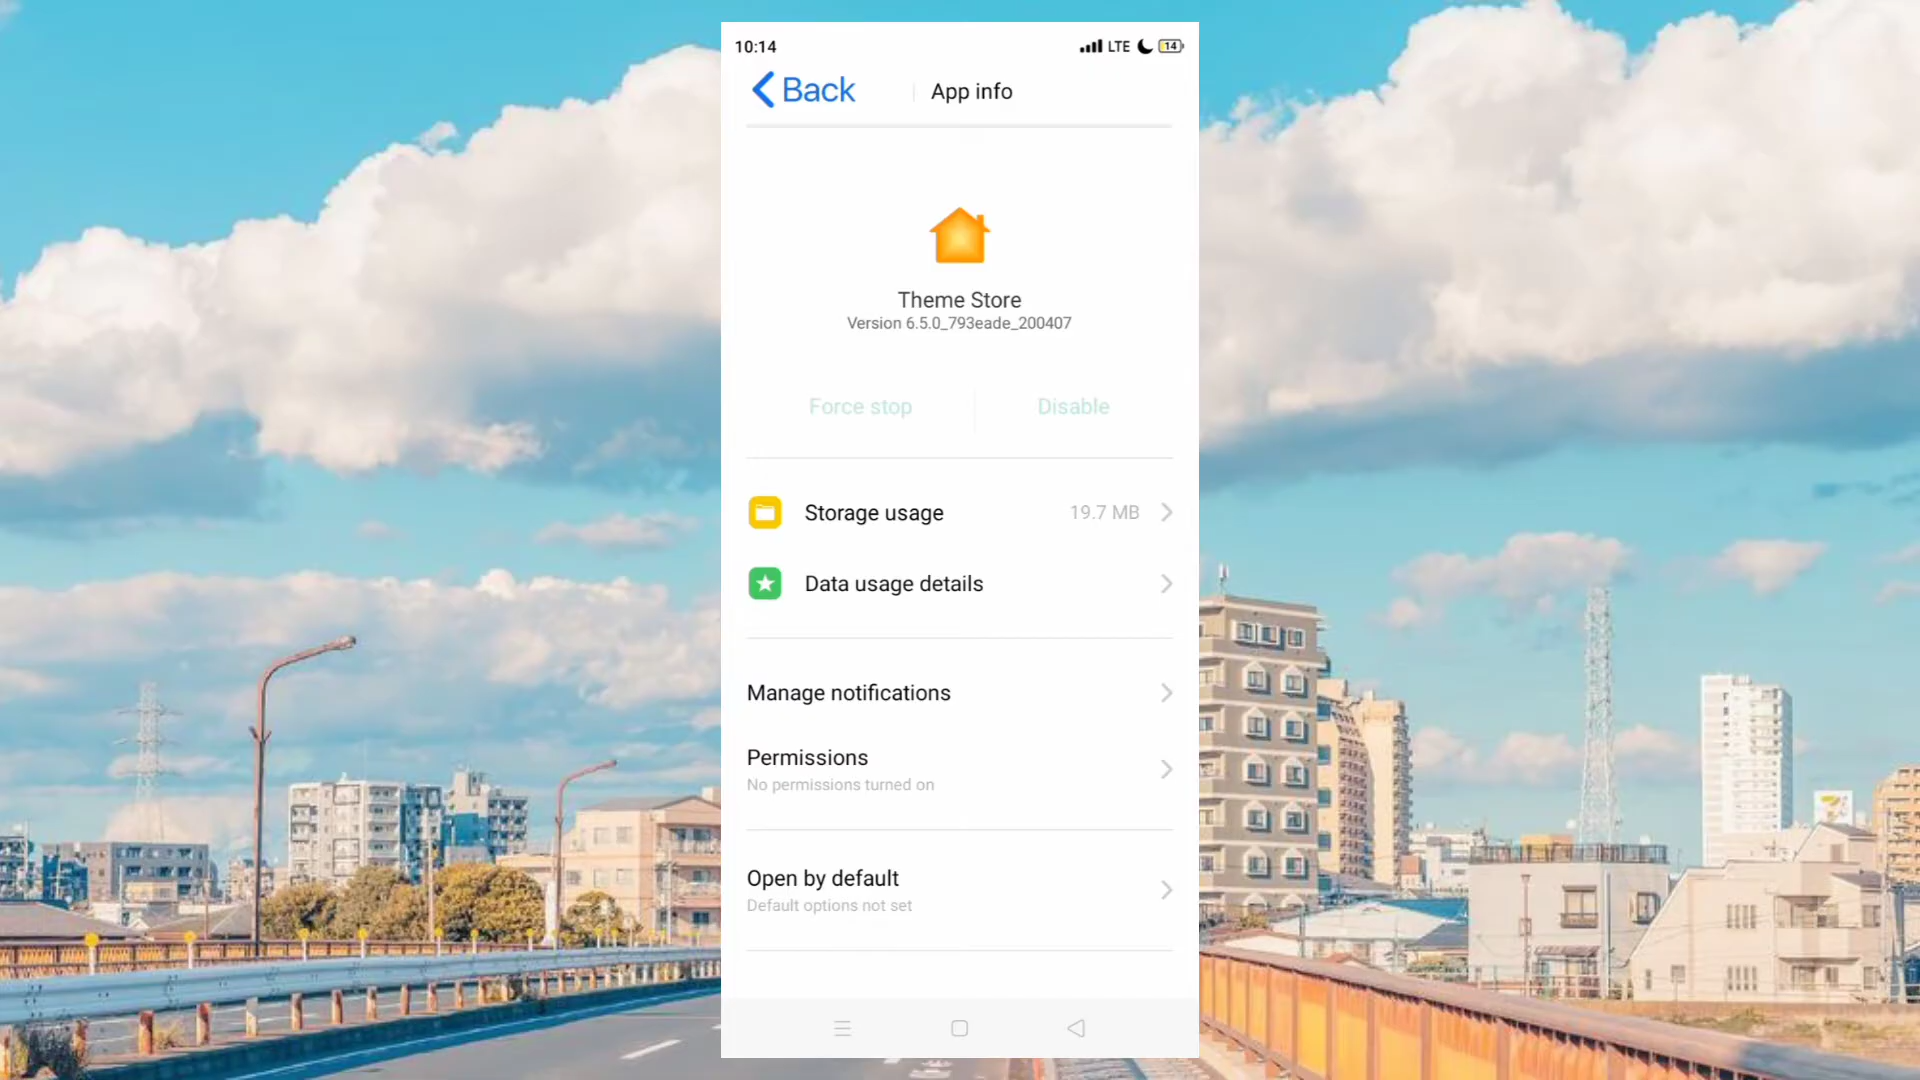 10:14
LTE
14
Back
App info
Theme Store
Version 6.5.0_793eade_200407
Force stop
Disable
Storage usage
19.7 MB
Data usage details
Manage notifications
Permissions
No permissions turned on
Open by default
Default options not set